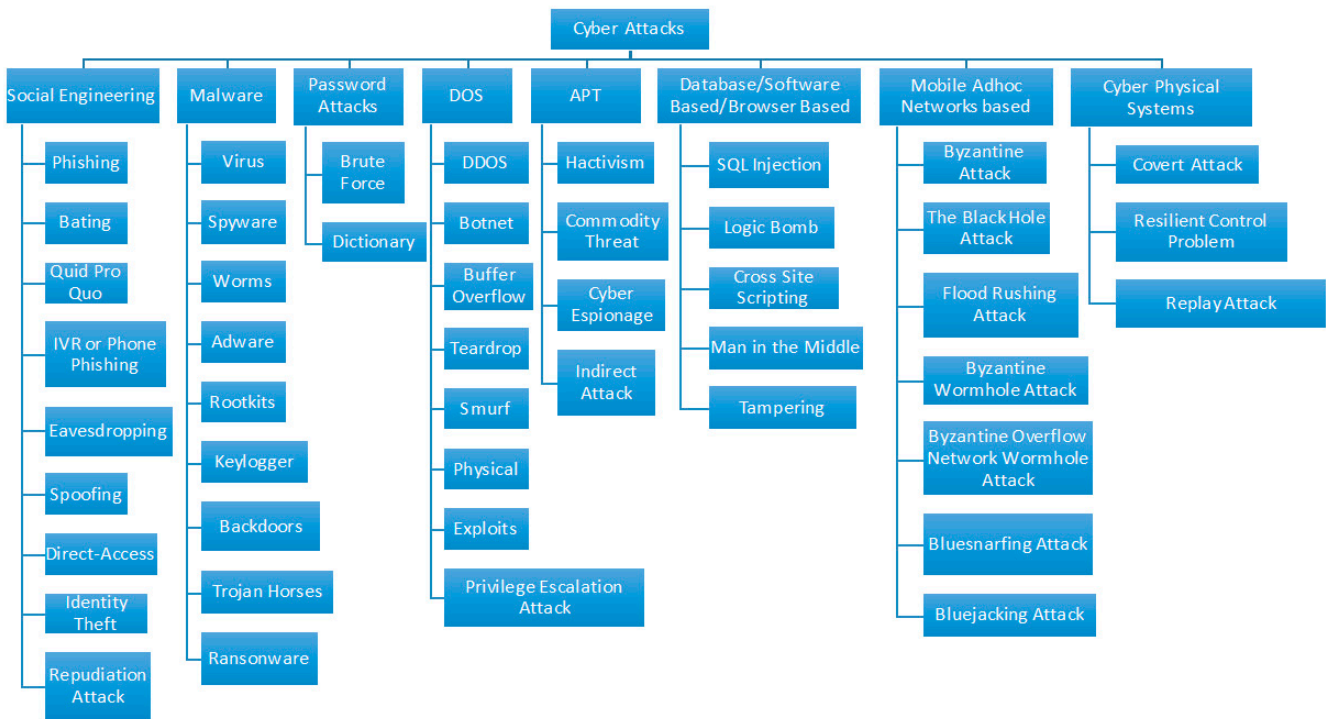 Cyber Attacks
Social Engineering
Phishing
Bating
Quid Pro
Quo
IVR or Phone
Phishing
Eavesdropping
Spoofing
Direct-Access
Identity
Theft
Repudiation
Attack
Malware
Virus
Spyware
Worms
Adware
Rootkits
Keylogger
Backdoors
Trojan Horses
Ransonware
Password
Attacks
Brute
Force
Dictionary
DOS
DDOS
Botnet
Buffer
Overflow
Teardrop
Smurf
Physical
Exploits
Privilege Escalation
Attack
APT
Hactivism
Commodity
Threat
Cyber
Espionage
Indirect
Attack
Database/Software
Based/Browser Based
SQL Injection
Logic Bomb
Cross Site
Scripting
Man in the Middle
Tampering
Mobile Adhoc
Networks based
Byzantine
Attack
The Black Hole
Attack
Flood Rushing
Attack
Byzantine
Wormhole Attack
Byzantine Overflow
Network Wormhole
Attack
Bluesnarfing Attack
Bluejacking Attack
Cyber Physical
Systems
Covert Attack
Resilient Control
Problem
Replay Attack